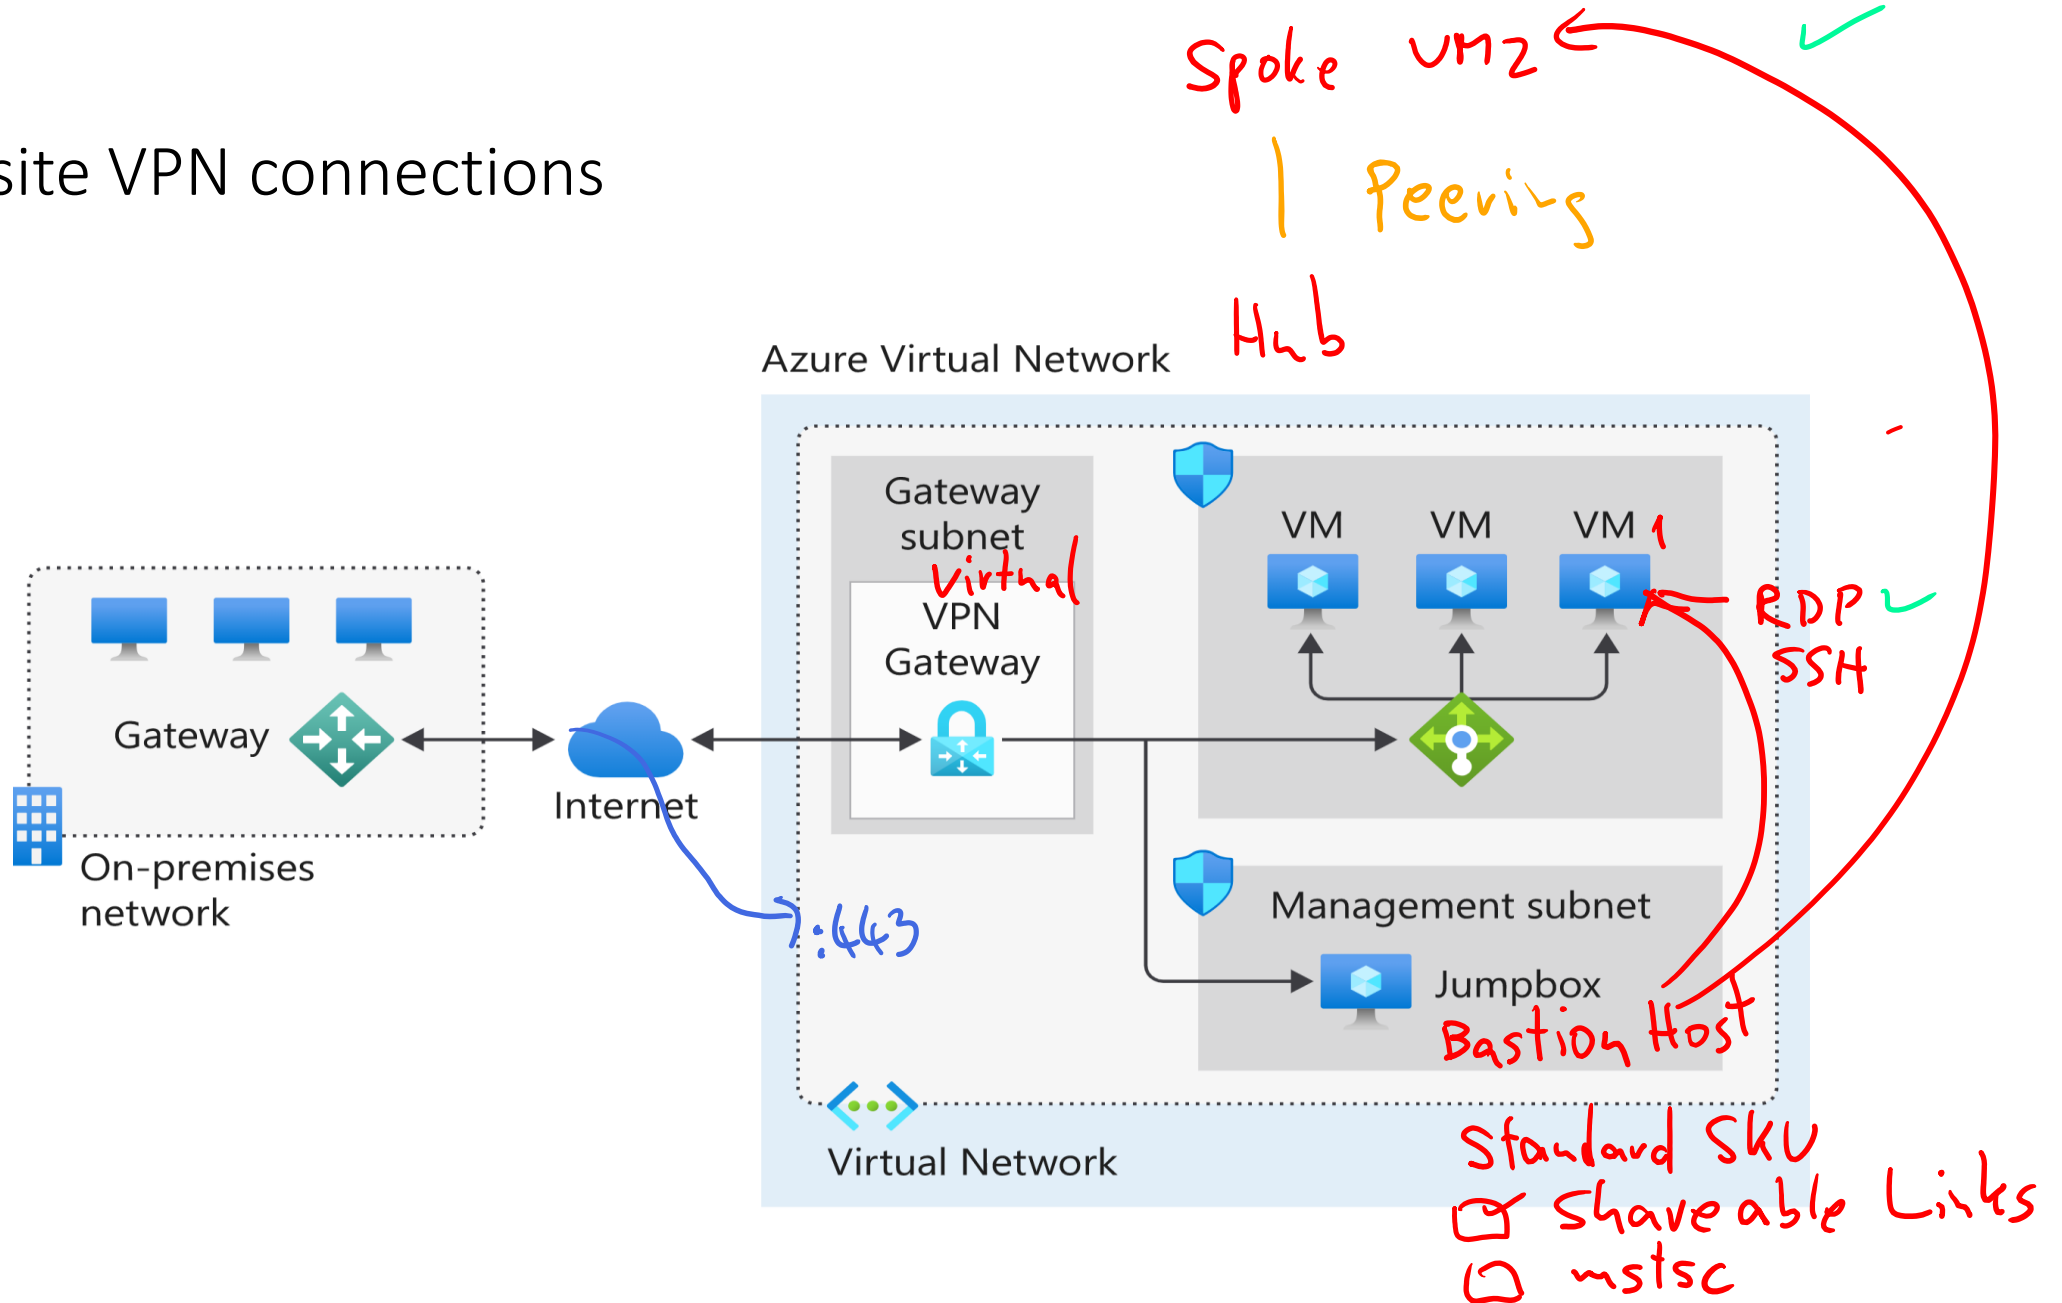 Spoke VM2
site VPN connections
Peering
Hub
Azure Virtual Network
Gateway
subnet
Virtual
VPN
Gateway
VM
VM
VM 1
RDP
SSH
Gateway
Internet
On-premises
network
:443
Management subnet
Jumpbox
Bastion Host
Virtual Network
Standard SKU
Shareable Links
mstsc